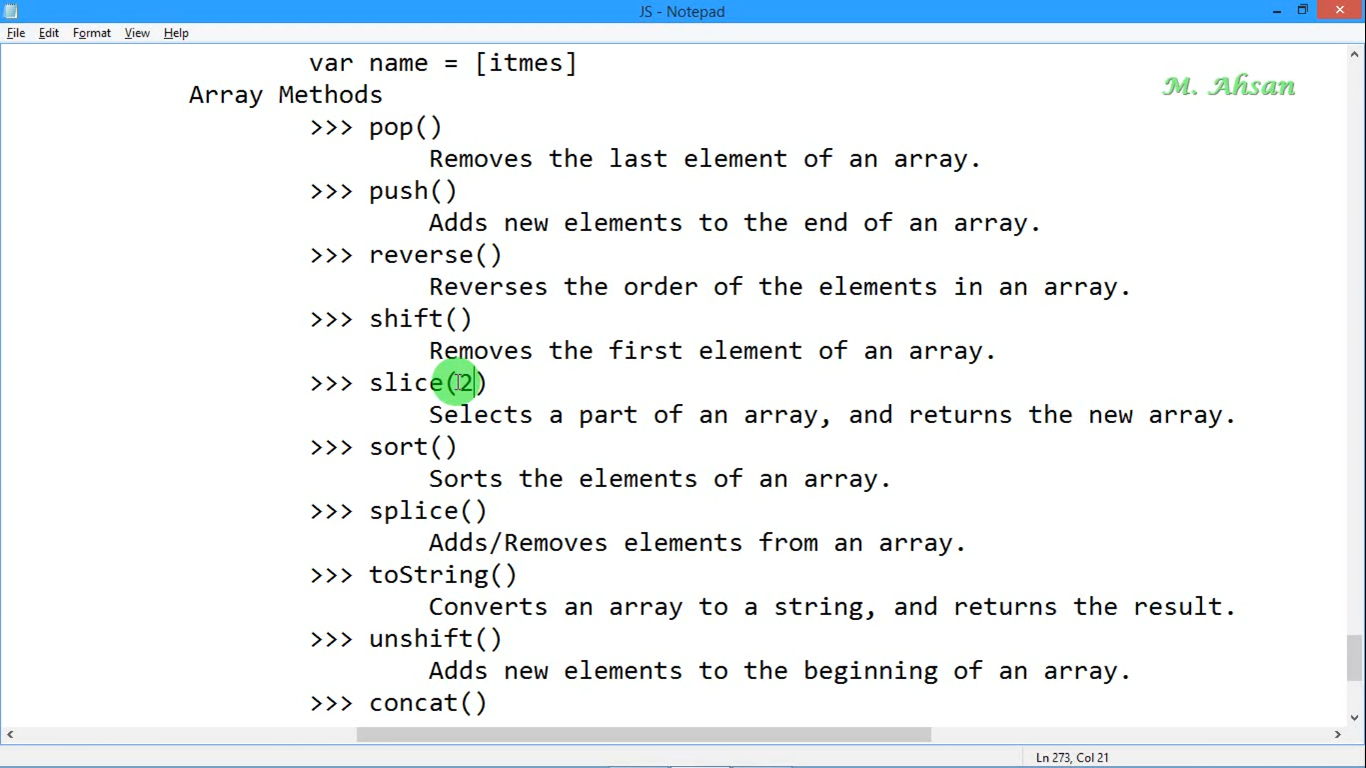 JS - Notepad
File Edit Format View Help
var name = [itmes]
M. Ahsan
Array Methods
>>> pop()
Removes the last element of an array.
>>> push()
Adds new elements to the end of an array.
>>> reverse()
Reverses the order of the elements in an array.
>>> shift()
Removes the first element of an array.
>>> slice(2)
Selects a part of an array, and returns the new array.
>>> sort()
Sorts the elements of an array.
>>> splice()
Adds/Removes elements from an array.
>>> toString()
Converts an array to a string, and returns the result.
>>> unshift()
Adds new elements to the beginning of an array.
>>> concat()
Ln 273, Col 21